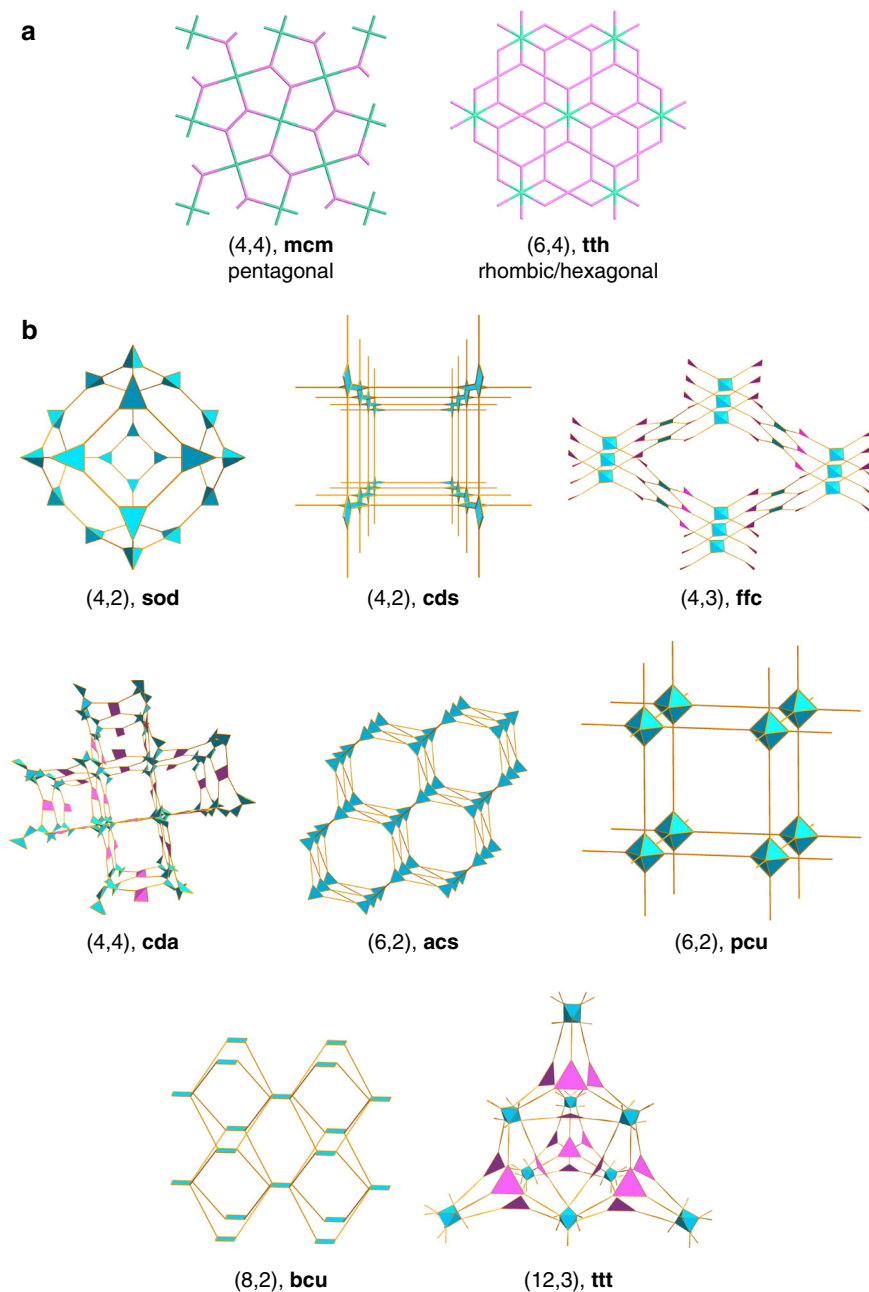 a
(4,4), mcm
pentagonal
(6,4), tth
rhombic/hexagonal
b
(4,2), sod
(4,2), cds
(4,3), ffc
(4,4), cda
(6,2), acs
(6,2), pcu
(8,2), bcu
(12,3), ttt